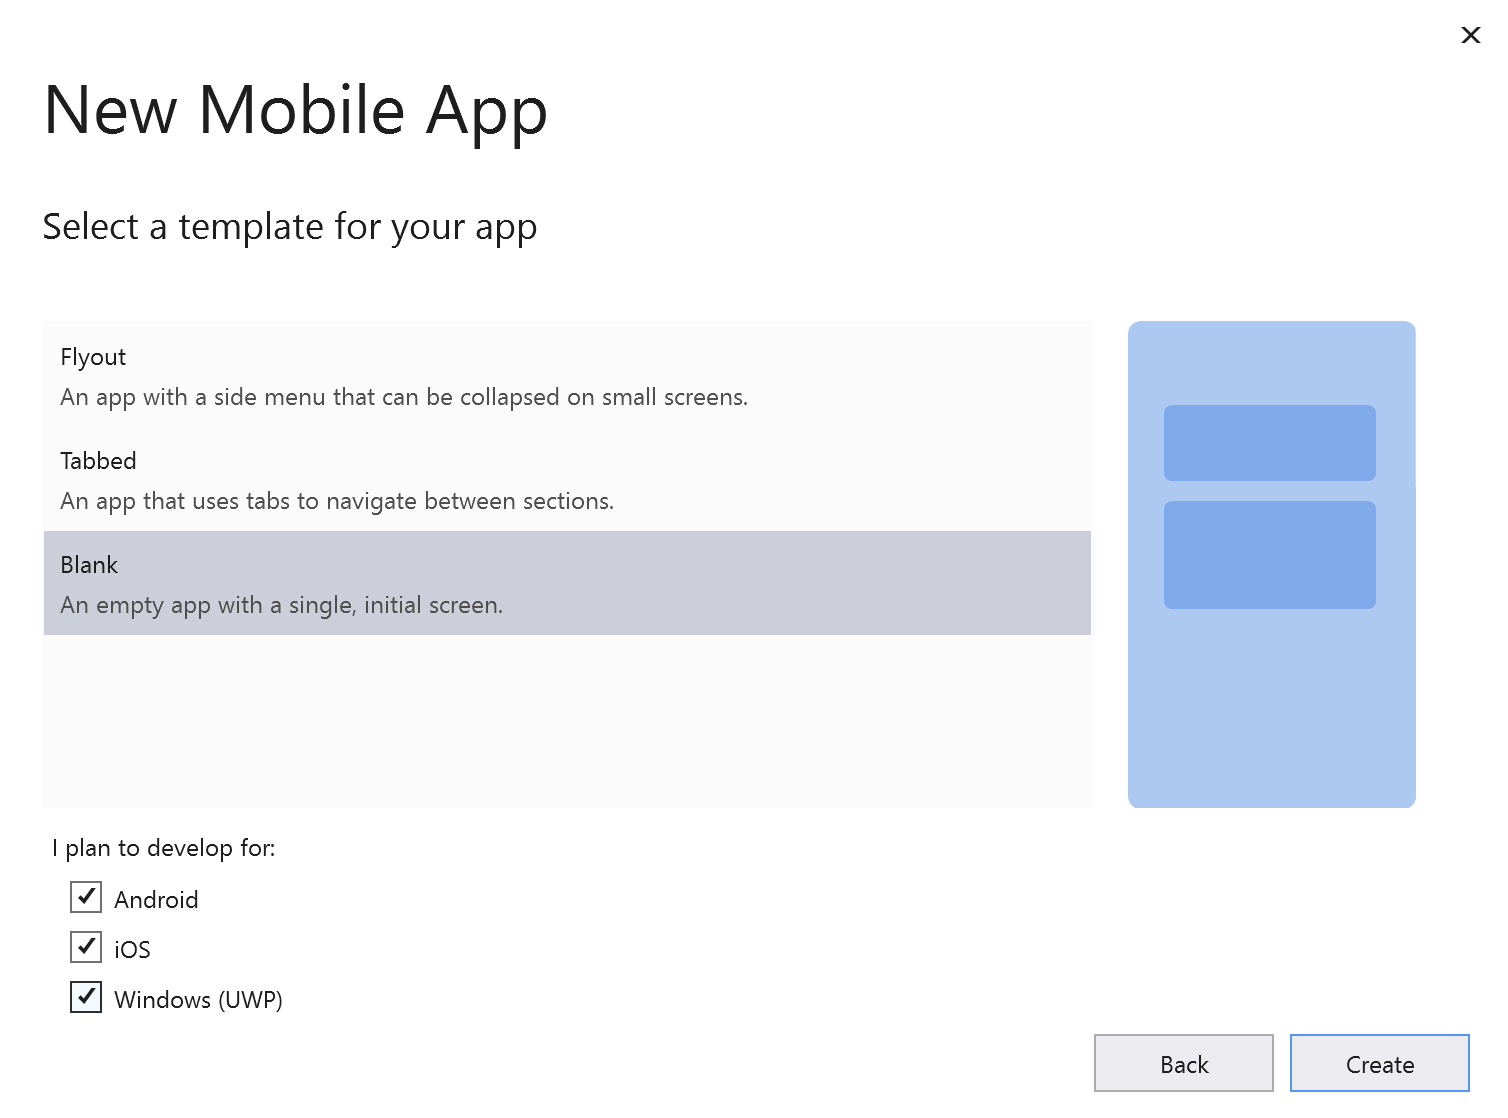 New Mobile App
Select a template for your app
Flyout
An app with a side menu that can be collapsed on small screens.
Tabbed
An app that uses tabs to navigate between sections.
Blank
An empty app with a single, initial screen.
I plan to develop for:
Android
iOS
Windows (UWP)
Back
Create